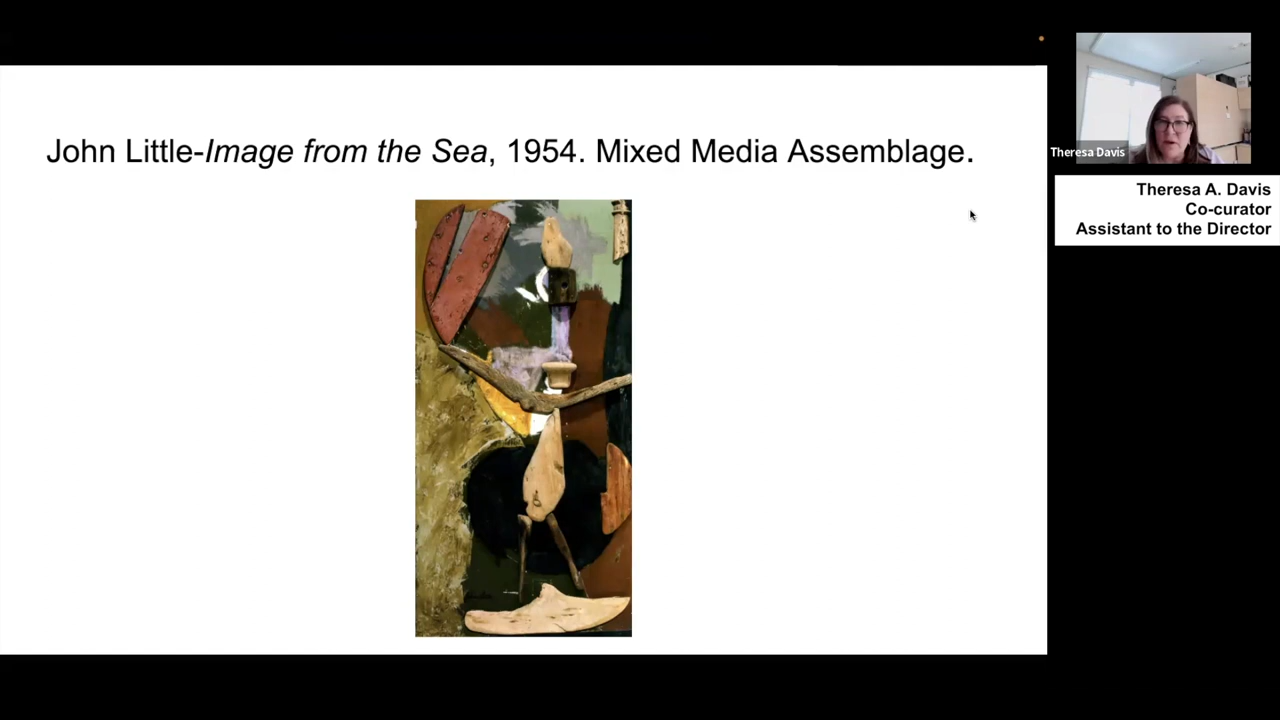 John Little-Image from the Sea, 1954. Mixed Media Assemblage.
Theresa Davis
Theresa A. Davis
Co-curator
Assistant to the Director